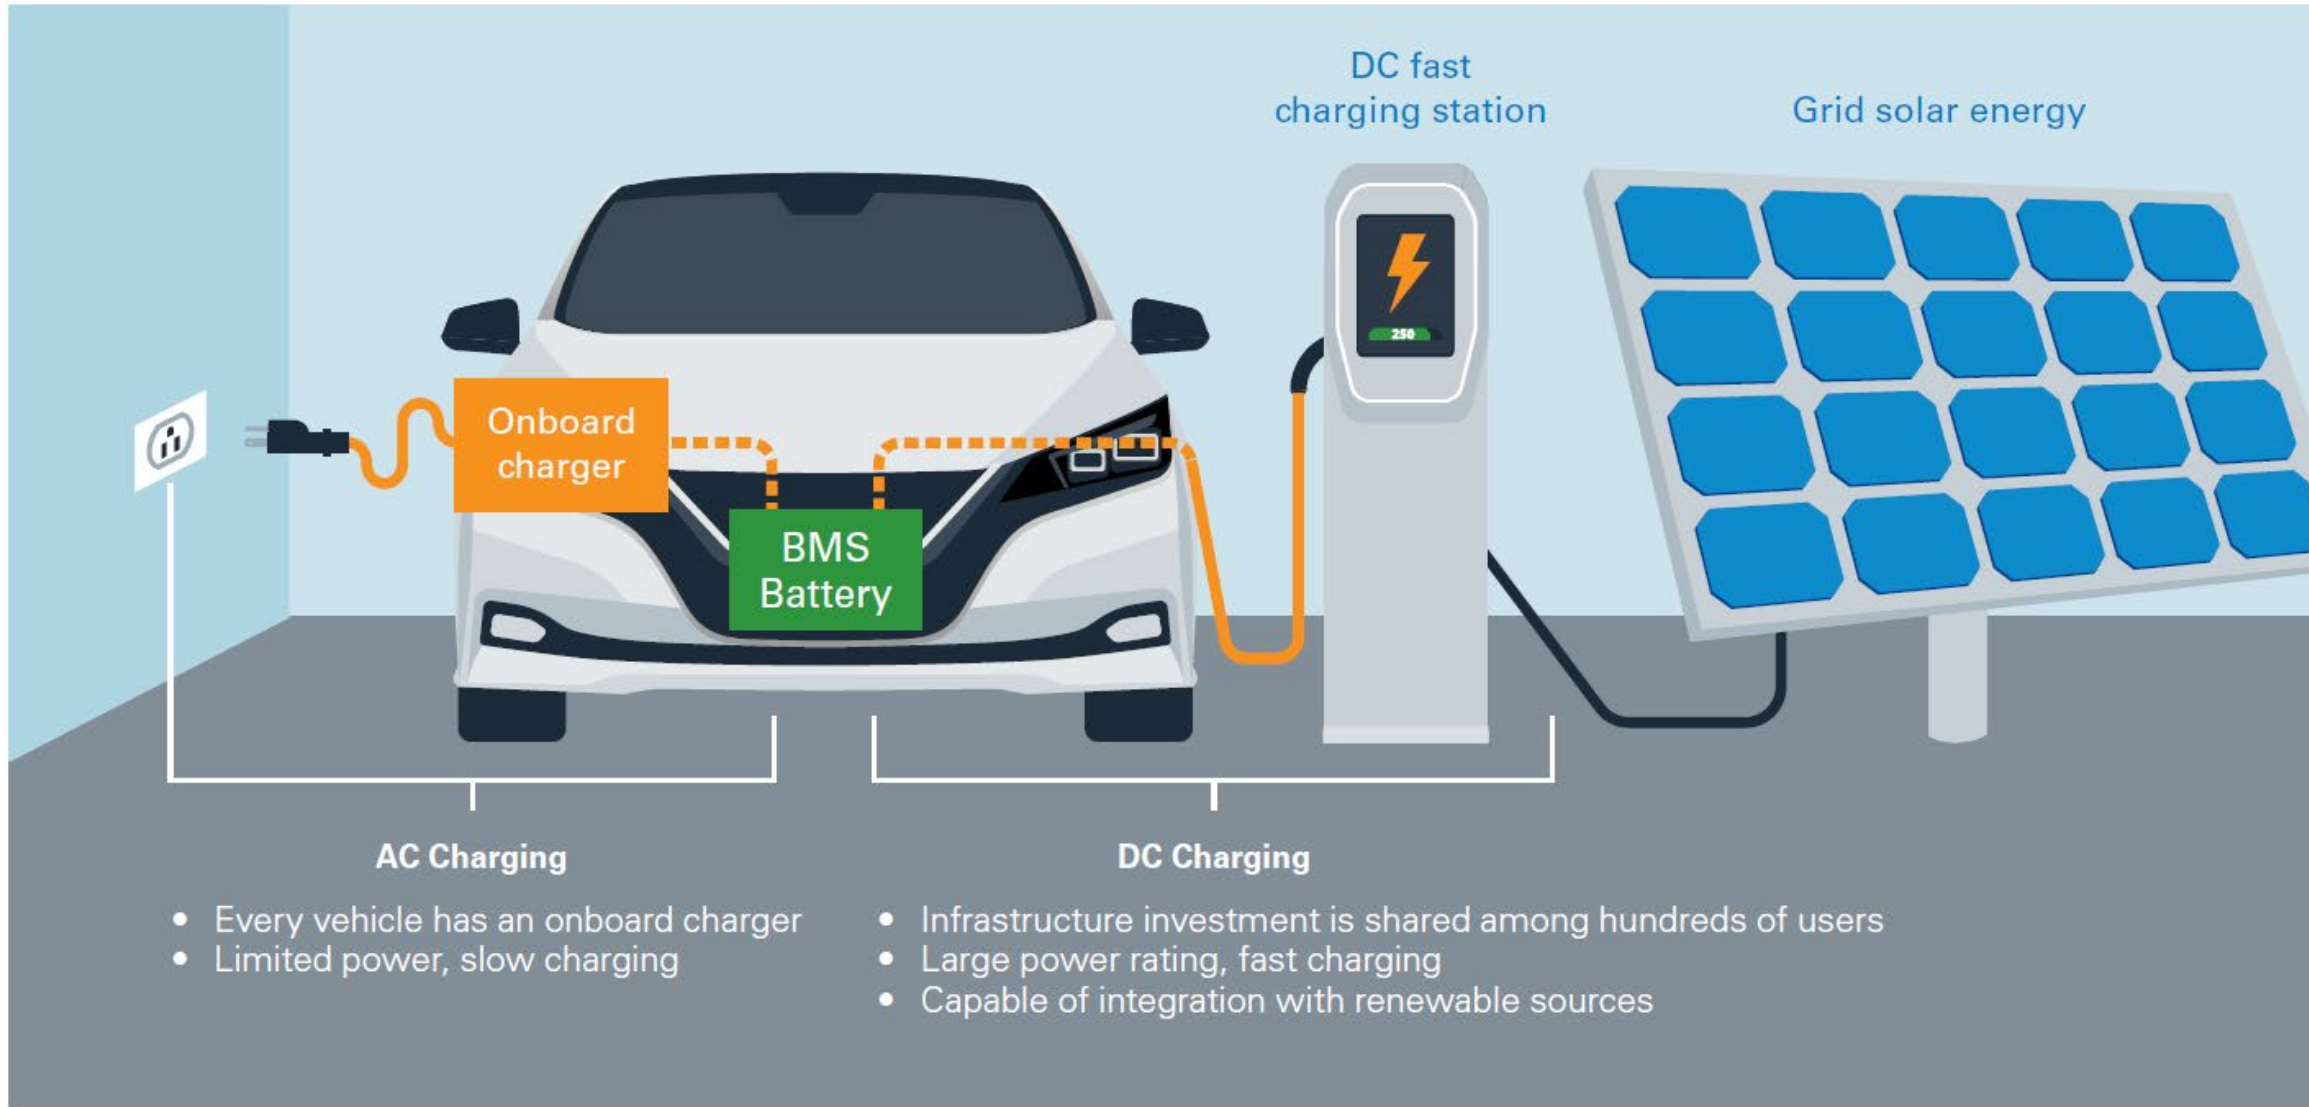 DC fast
charging station
Grid solar energy
250
Onboard
charger
BMS
Battery
AC Charging
• Every vehicle has an onboard charger
• Limited power, slow charging
DC Charging
• Infrastructure investment is shared among hundreds of users
• Large power rating, fast charging
• Capable of integration with renewable sources